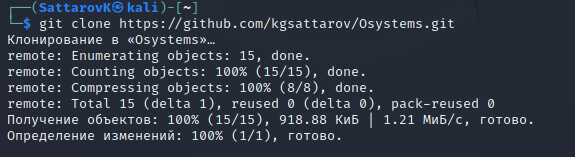 ┌──(SattarovK㉿kali)-[~]
└─$ git clone https://github.com/kgsattarov/Osystems.git
Клонирование в «Osystems»…
remote: Enumerating objects: 15, done.
remote: Counting objects: 100% (15/15), done.
remote: Compressing objects: 100% (8/8), done.
remote: Total 15 (delta 1), reused 0 (delta 0), pack-reused 0
Получение объектов: 100% (15/15), 918.88 КиБ | 1.21 МиБ/с, готово.
Определение изменений: 100% (1/1), готово.